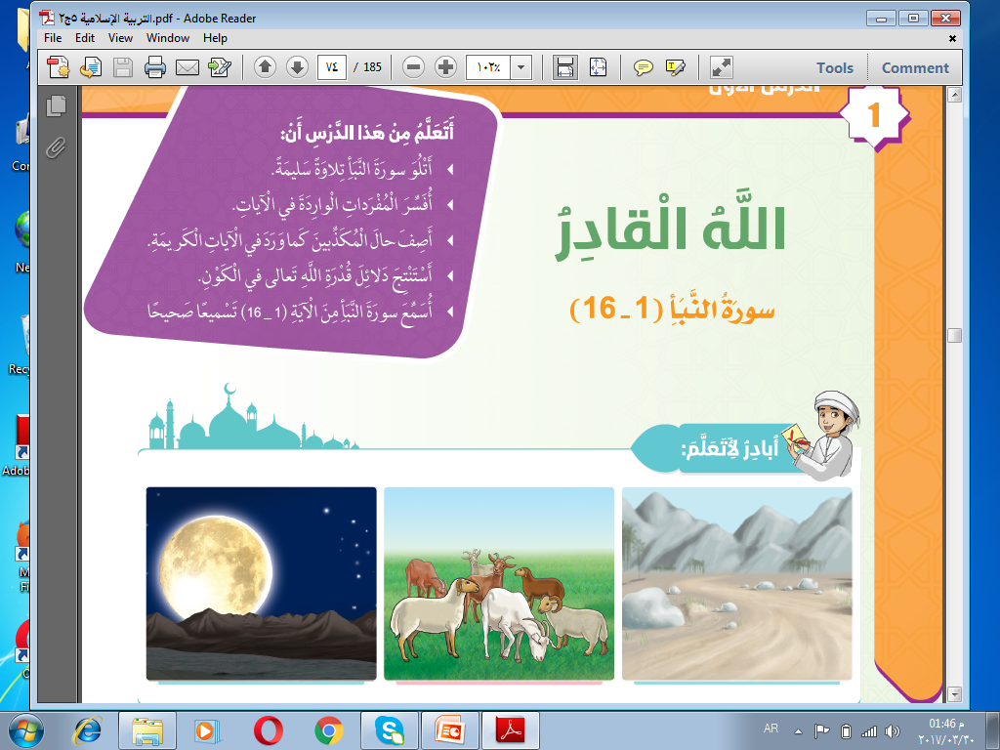 التربية الإسلامية ٥ج٢.pdf - Adobe Reader
File Edit View Window Help
٧٤ / 185 ١٠٢٪ Tools Comment
الدرس الأول
1
أَتَعَلَّمُ مِنْ هَذا الدَّرْسِ أَنْ:
أَتْلُوَ سورَةَ النَّبَأِ تِلاوَةً سَليمَةً.
أُفَسِّرَ الْمُفْرَداتِ الْوارِدَةَ في الْآياتِ.
أَصِفَ حالَ الْمُكَذِّبينَ كَما وَرَدَ في الْآياتِ الْكَريمَةِ.
أَسْتَنْتِجَ دَلائِلَ قُدْرَةِ اللَّهِ تَعالى في الْكَوْنِ.
أُسَمِّعَ سورَةَ النَّبَأِ مِنَ الْآيَةِ (1 _ 16) تَسْميعًا صَحيحًا
اللَّهُ الْقادِرُ
سورَةُ النَّبَأِ (1 _ 16)
أُبادِرُ لِأَتَعَلَّمَ:
Cor
Ne
Recy
Adob
M
Fi
AR
01:46 م
٢٠١٧/٠٣/٣٠